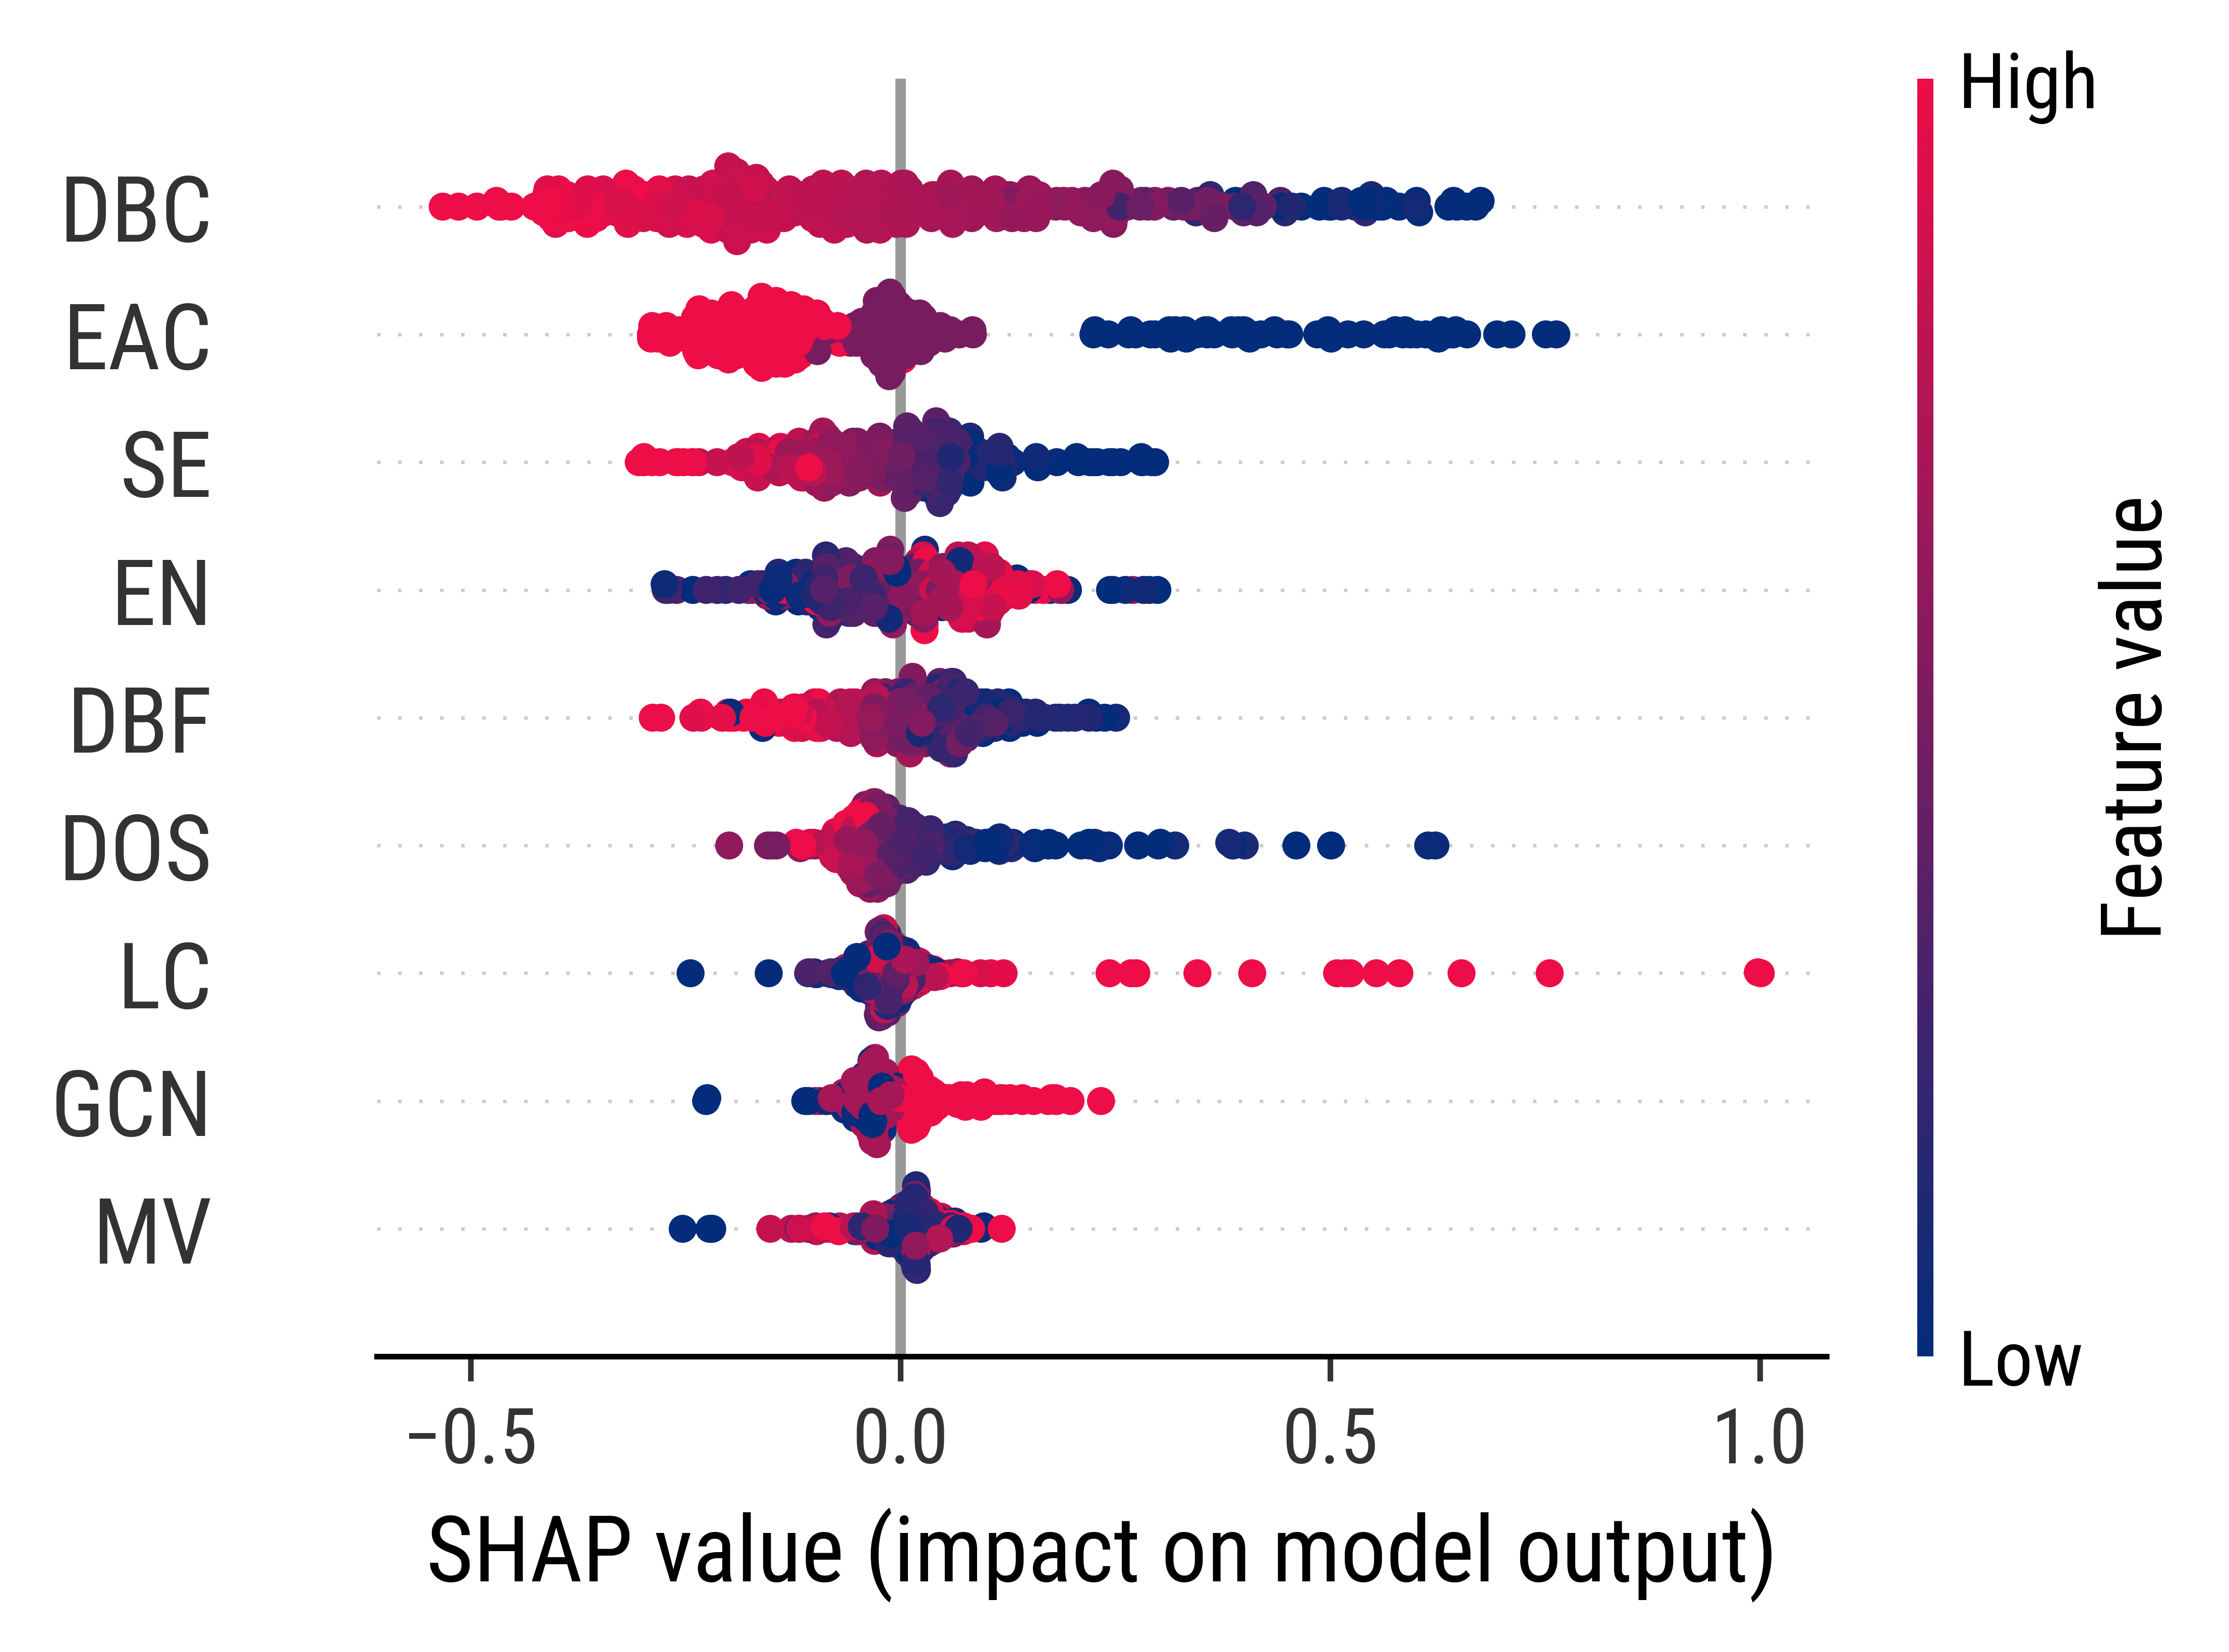 High
DBC
EAC
SE
EN
DBF
DOS
LC
GCN
MV
Feature value
Low
−0.5 0.0 0.5 1.0
SHAP value (impact on model output)